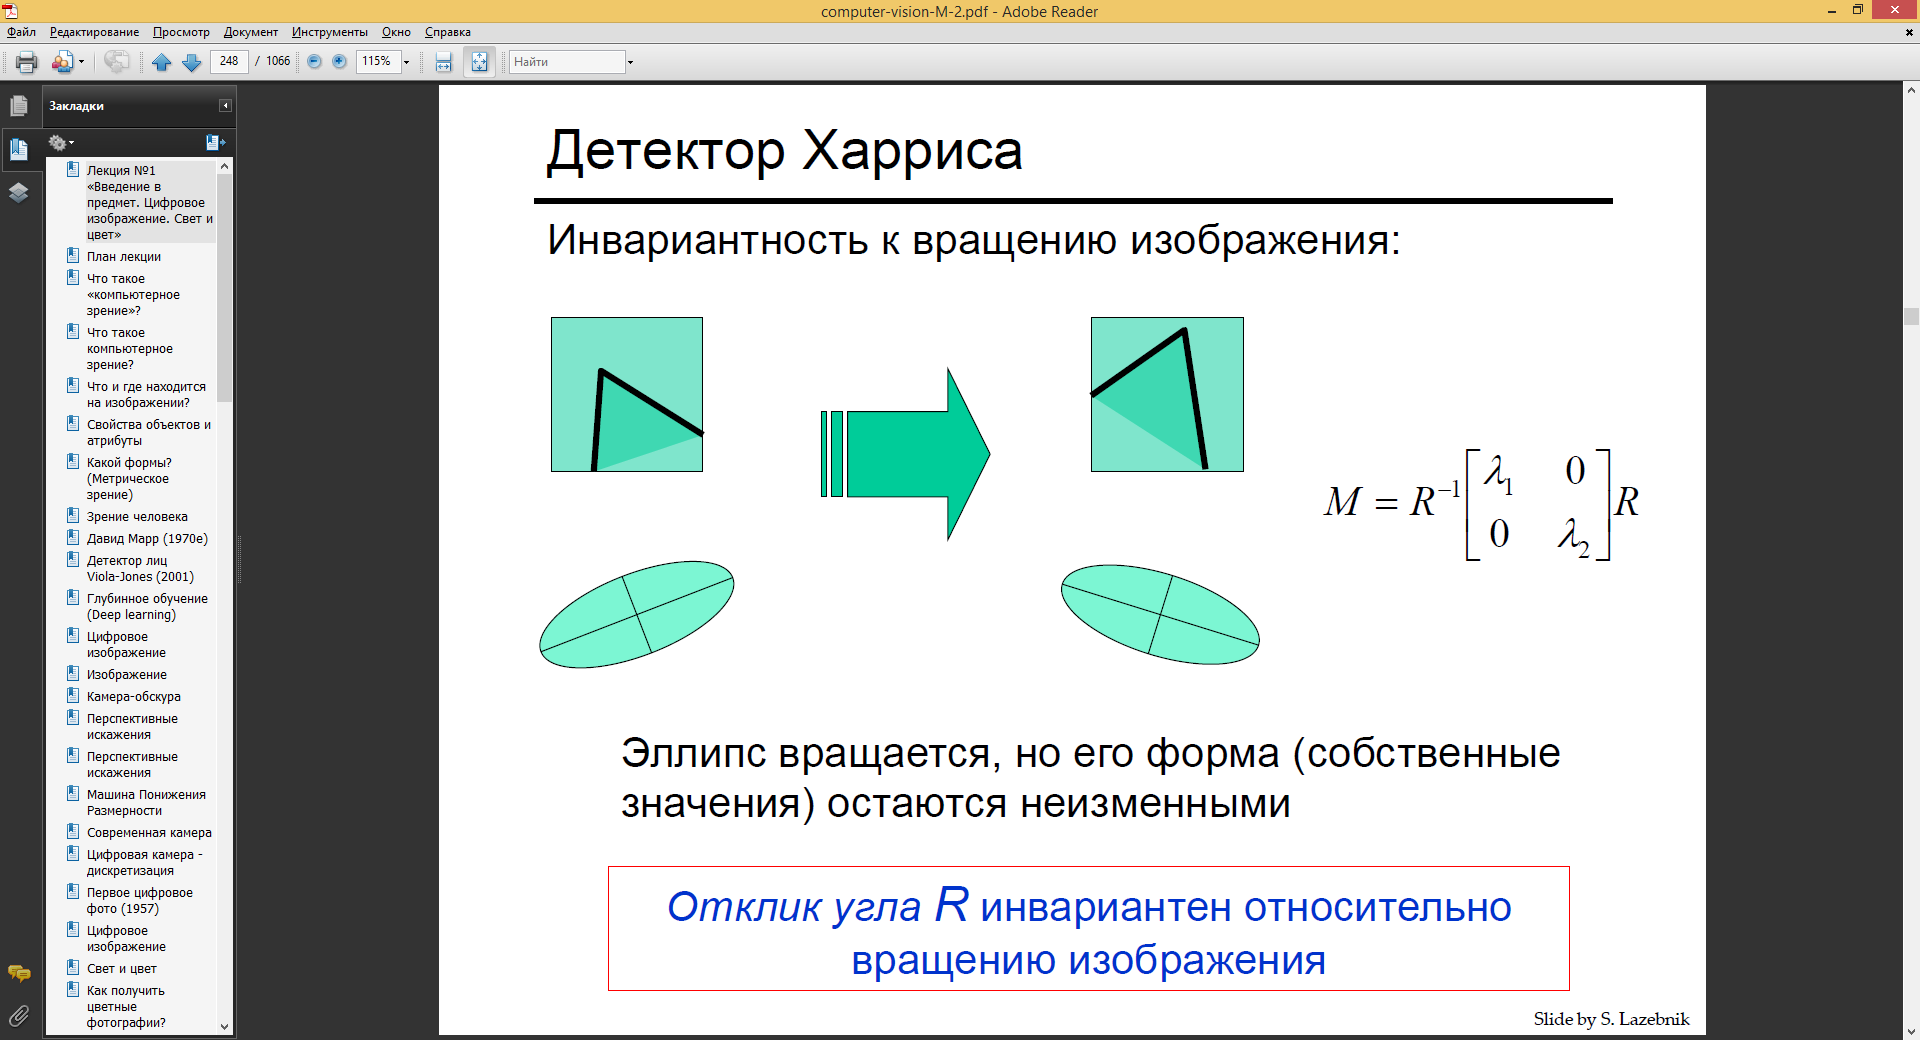 computer-vision-M-2.pdf - Adobe Reader
Файл Редактирование Просмотр Документ Инструменты Окно Справка
248 / 1066 115% Найти
Закладки
Лекция №1
«Введение в
предмет. Цифровое
изображение. Свет и
цвет»
План лекции
Что такое
«компьютерное
зрение»?
Что такое
компьютерное
зрение?
Что и где находится
на изображении?
Свойства объектов и
атрибуты
Какой формы?
(Метрическое
зрение)
Зрение человека
Давид Марр (1970е)
Детектор лиц
Viola-Jones (2001)
Глубинное обучение
(Deep learning)
Цифровое
изображение
Изображение
Камера-обскура
Перспективные
искажения
Перспективные
искажения
Машина Понижения
Размерности
Современная камера
Цифровая камера -
дискретизация
Первое цифровое
фото (1957)
Цифровое
изображение
Свет и цвет
Как получить
цветные
фотографии?
Детектор Харриса
Инвариантность к вращению изображения:
M = R⁻¹ [ λ₁ 0
0 λ₂ ] R
Эллипс вращается, но его форма (собственные
значения) остаются неизменными
Отклик угла R инвариантен относительно
вращению изображения
Slide by S. Lazebnik